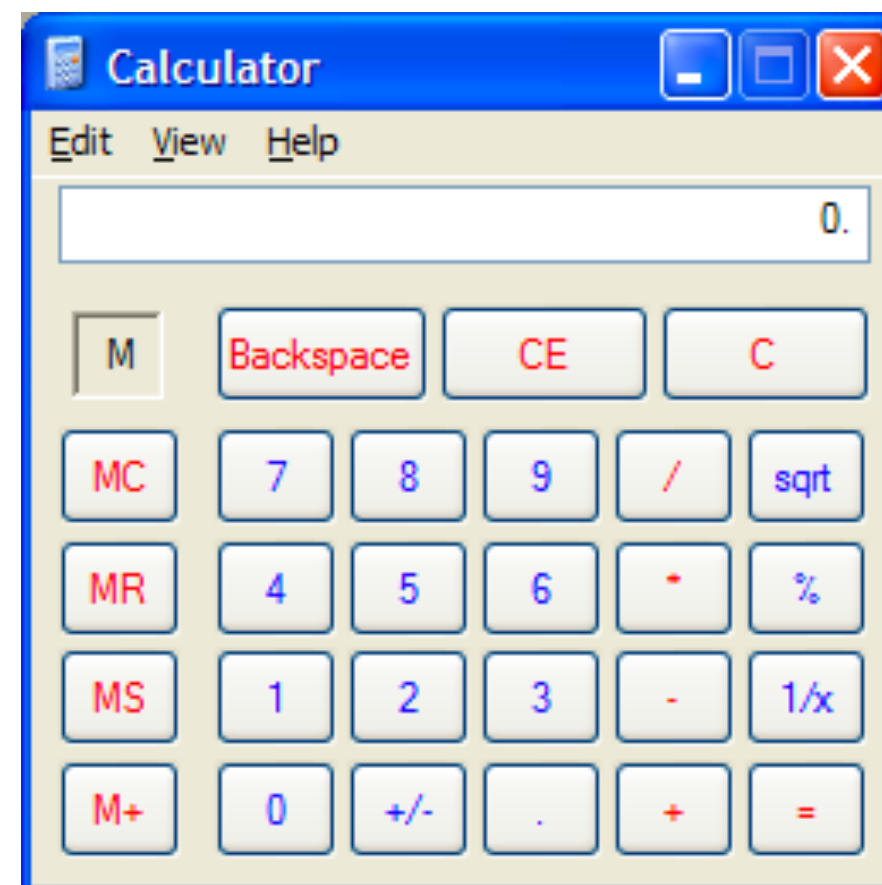 Calculator
Edit View Help
0.
M Backspace CE C
MC 7 8 9 / sqrt
MR 4 5 6 * %
MS 1 2 3 - 1/x
M+ 0 +/- . + =